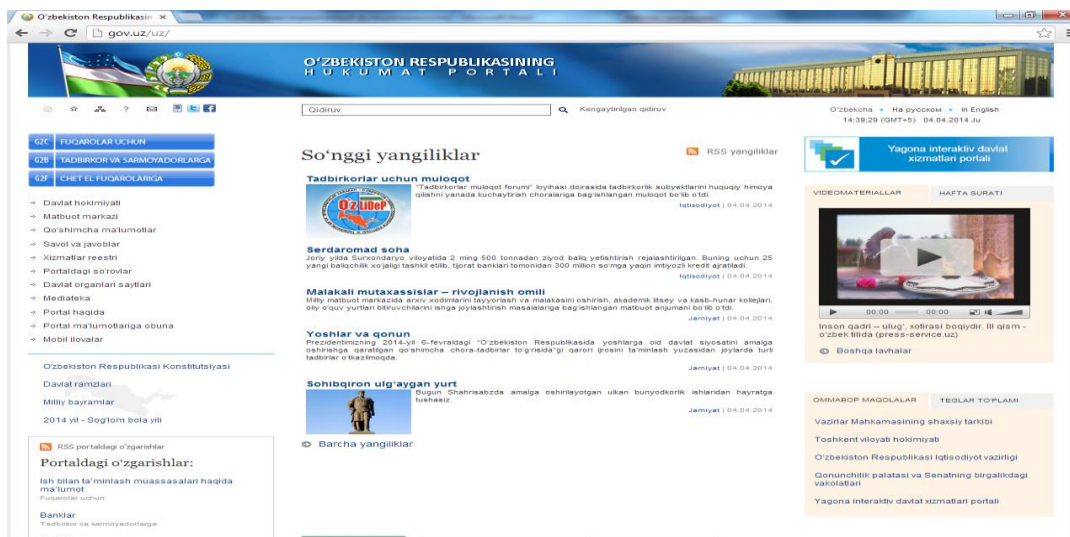 O'zbekiston Respublikasin
gov.uz/uz/
O'ZBEKISTON RESPUBLIKASINING
HUKUMAT PORTALI
Qidiruv
Kengaytirilgan qidiruv
O'zbekcha • На русском • In English
14:39:29 (GMT+5) 04.04.2014 Ju
G2C FUQAROLAR UCHUN
G2B TADBIRKOR VA SARMOYADORLARGA
G2F CHET EL FUQAROLARIGA
Davlat hokimiyati
Matbuot markazi
Qo'shimcha ma'lumotlar
Savol va javoblar
Xizmatlar reestri
Portaldagi so'rovlar
Davlat organlari saytlari
Mediateka
Portal haqida
Portal ma'lumotlariga obuna
Mobil ilovalar
O'zbekiston Respublikasi Konstitutsiyasi
Davlat ramzlari
Milliy bayramlar
2014 yil - Sog'lom bola yili
RSS portaldagi o'zgarishlar
Portaldagi o'zgarishlar:
Ish bilan ta'minlash muassasalari haqida
ma'lumot
Fuqarolar uchun
Banklar
Tadbirkor va sarmoyadorlarga
So'nggi yangiliklar
RSS yangiliklar
Tadbirkorlar uchun muloqot
"Tadbirkorlar muloqot forumi" loyihasi doirasida tadbirkorlik subyektlarini huquqiy himoya
qilishni yanada kuchaytirish choralariga bag'ishlangan muloqot bo'lib o'tdi.
O'zLiDeP
Iqtisodiyot | 04.04.2014
Serdaromad soha
Joriy yilda Surxondaryo viloyatida 2 ming 500 tonnadan ziyod baliq yetishtirish rejalashtirilgan. Buning uchun 25
yangi baliqchilik xo'jaligi tashkil etilib, tijorat banklari tomonidan 300 million so'mga yaqin imtiyozli kredit ajratiladi.
Iqtisodiyot | 04.04.2014
Malakali mutaxassislar – rivojlanish omili
Milliy matbuot markazida arxiv xodimlarini tayyorlash va malakasini oshirish, akademik litsey va kasb-hunar kollejlari,
oliy o'quv yurtlari bitiruvchilarini ishga joylashtirish masalalariga bag'ishlangan matbuot anjumani bo'lib o'tdi.
Jamiyat | 04.04.2014
Yoshlar va qonun
Prezidentimizning 2014-yil 6-fevraldagi "O'zbekiston Respublikasida yoshlarga oid davlat siyosatini amalga
oshirishga qaratilgan qo'shimcha chora-tadbirlar to'g'risida"gi qarori ijrosini ta'minlash yuzasidan joylarda turli
tadbirlar o'tkazilmoqda.
Jamiyat | 04.04.2014
Sohibqiron ulg'aygan yurt
Bugun Shahrisabzda amalga oshirilayotgan ulkan bunyodkorlik ishlaridan hayratga
tushasiz.
Jamiyat | 04.04.2014
Barcha yangiliklar
Yagona interaktiv davlat
xizmatlari portali
VIDEOMATERIALLAR
HAFTA SURATI
00:00 00:00
Inson qadri – ulug', xotirasi boqiydir. III qism -
o'zbek tilida (press-service.uz)
Boshqa lavhalar
OMMABOP MAQOLALAR
TEGLAR TO'PLAMI
Vazirlar Mahkamasining shaxsiy tarkibi
Toshkent viloyati hokimiyati
O'zbekiston Respublikasi Iqtisodiyot vazirligi
Qonunchilik palatasi va Senatning birgalikdagi
vakolatlari
Yagona interaktiv davlat xizmatlari portali